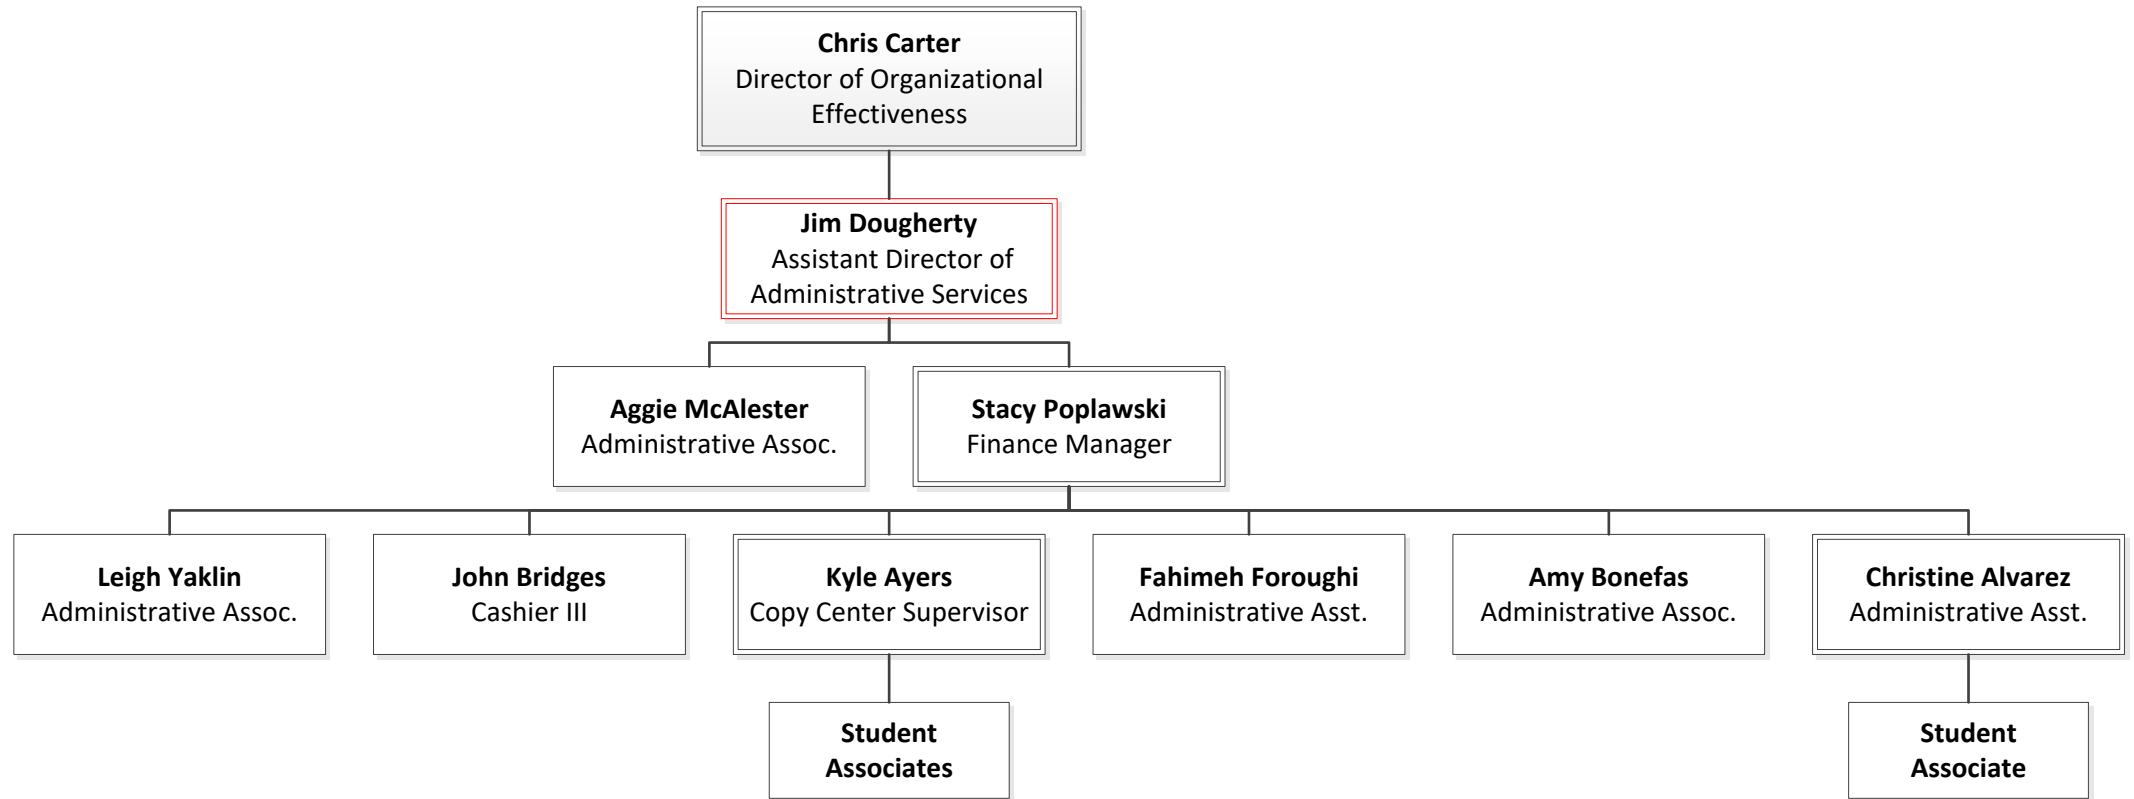 Chris Carter
Director of Organizational
Effectiveness
Jim Dougherty
Assistant Director of
Administrative Services
Aggie McAlester
Administrative Assoc.
Stacy Poplawski
Finance Manager
Leigh Yaklin
Administrative Assoc.
John Bridges
Cashier III
Kyle Ayers
Copy Center Supervisor
Fahimeh Foroughi
Administrative Asst.
Amy Bonefas
Administrative Assoc.
Christine Alvarez
Administrative Asst.
Student
Associates
Student
Associate